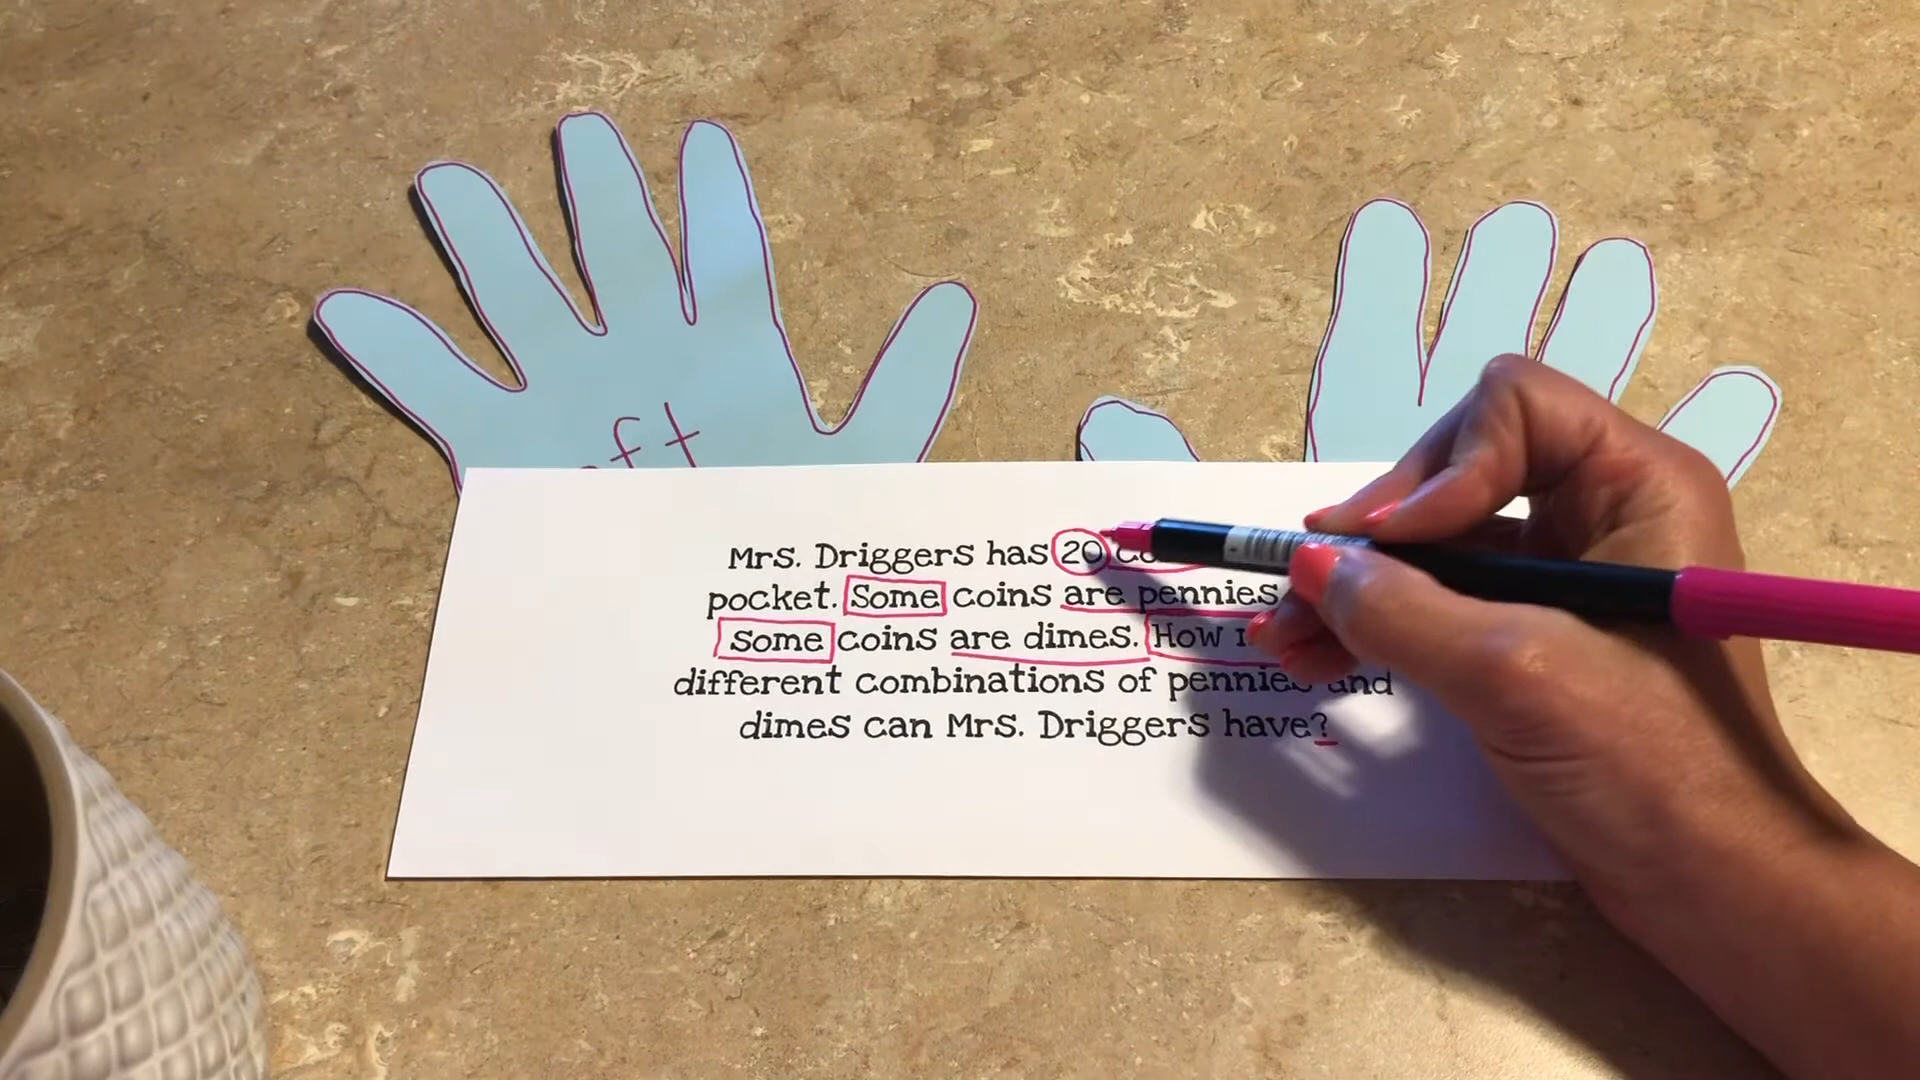 Mrs. Driggers has 20
pocket. Some coins are pennies
some coins are dimes. How
different combinations of pennies and
dimes can Mrs. Driggers have?